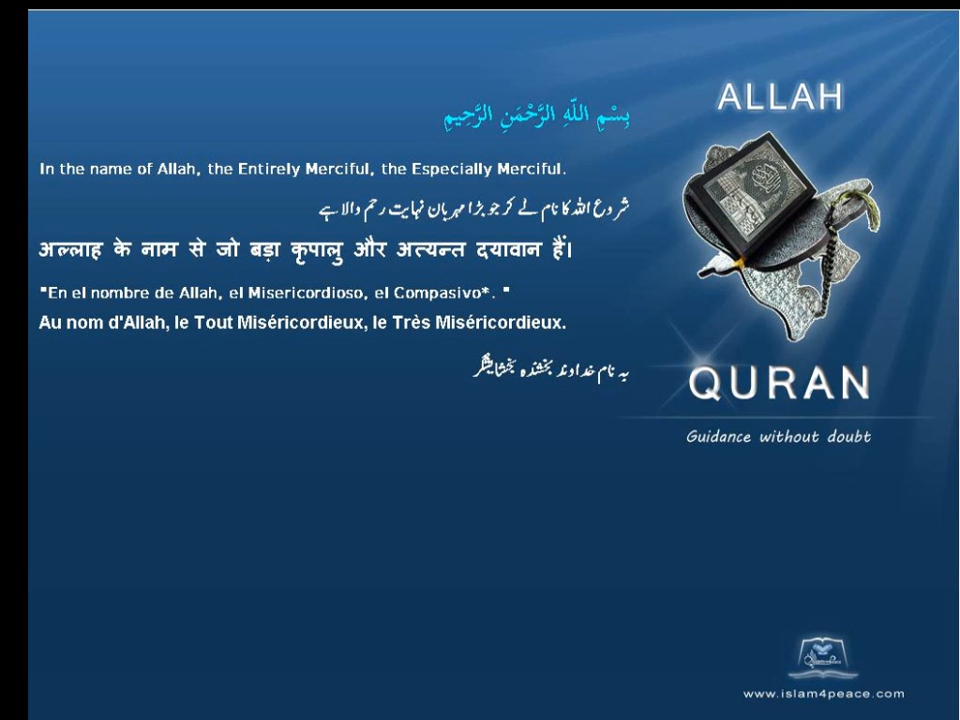 بِسْمِ اللَّهِ الرَّحْمَنِ الرَّحِيمِ
In the name of Allah, the Entirely Merciful, the Especially Merciful.
شروع اللہ کا نام لے کر جو بڑا مہربان نہایت رحم والا ہے
अल्लाह के नाम से जो बड़ा कृपालु और अत्यन्त दयावान हैं।
"En el nombre de Allah, el Misericordioso, el Compasivo*. "
Au nom d'Allah, le Tout Miséricordieux, le Très Miséricordieux.
به نام خداوند بخشنده بخشایشگر
ALLAH
QURAN
Guidance without doubt
www.islam4peace.com